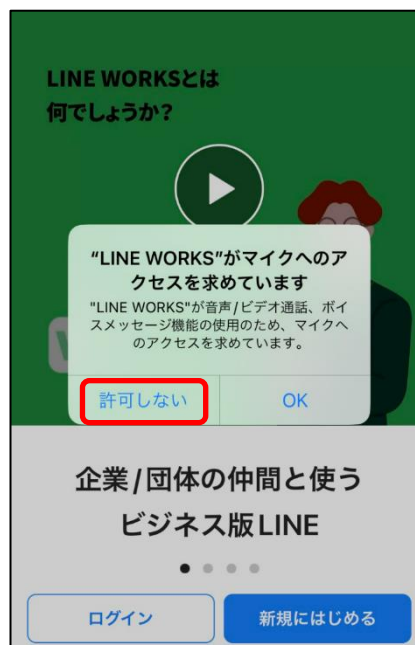 LINE WORKSとは
何でしょうか？
“LINE WORKS”がマイクへのア
クセスを求めています
"LINE WORKS"が音声/ビデオ通話、ボイ
スメッセージ機能の使用のため、マイクへ
のアクセスを求めています。
許可しない
OK
企業/団体の仲間と使う
ビジネス版LINE
ログイン
新規にはじめる